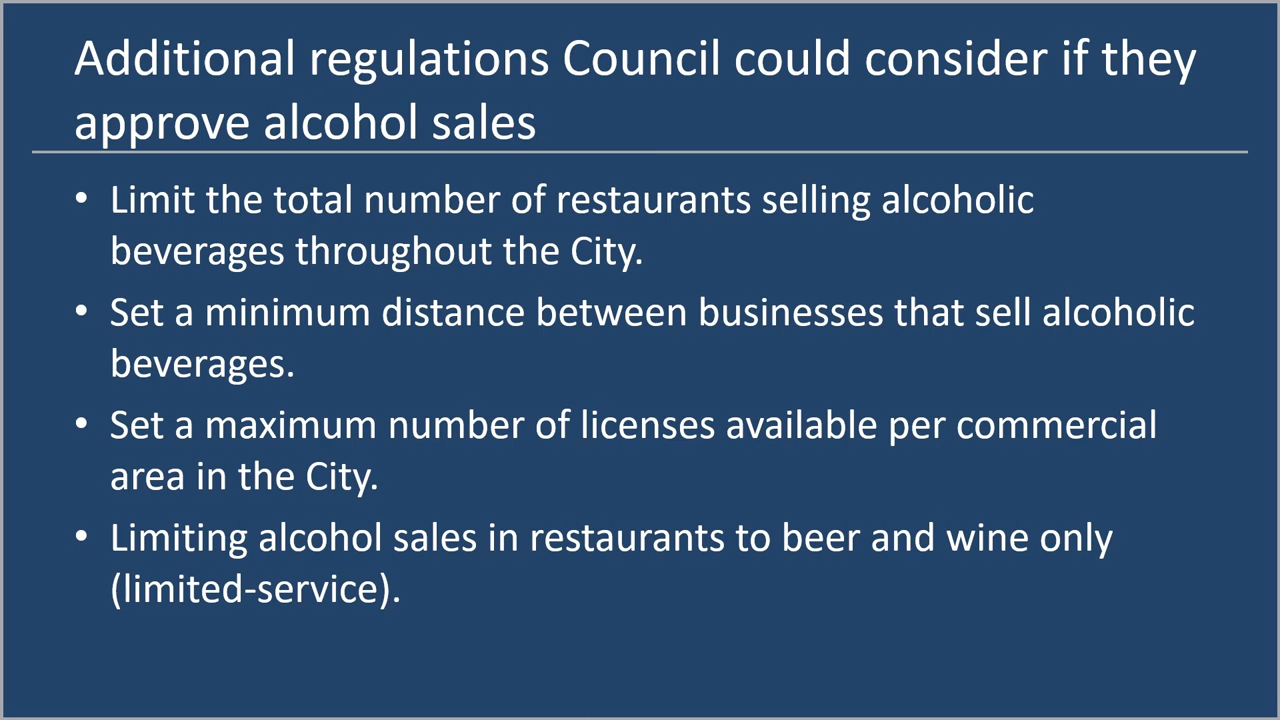 Additional regulations Council could consider if they
approve alcohol sales
• Limit the total number of restaurants selling alcoholic
beverages throughout the City.
• Set a minimum distance between businesses that sell alcoholic
beverages.
• Set a maximum number of licenses available per commercial
area in the City.
• Limiting alcohol sales in restaurants to beer and wine only
(limited-service).